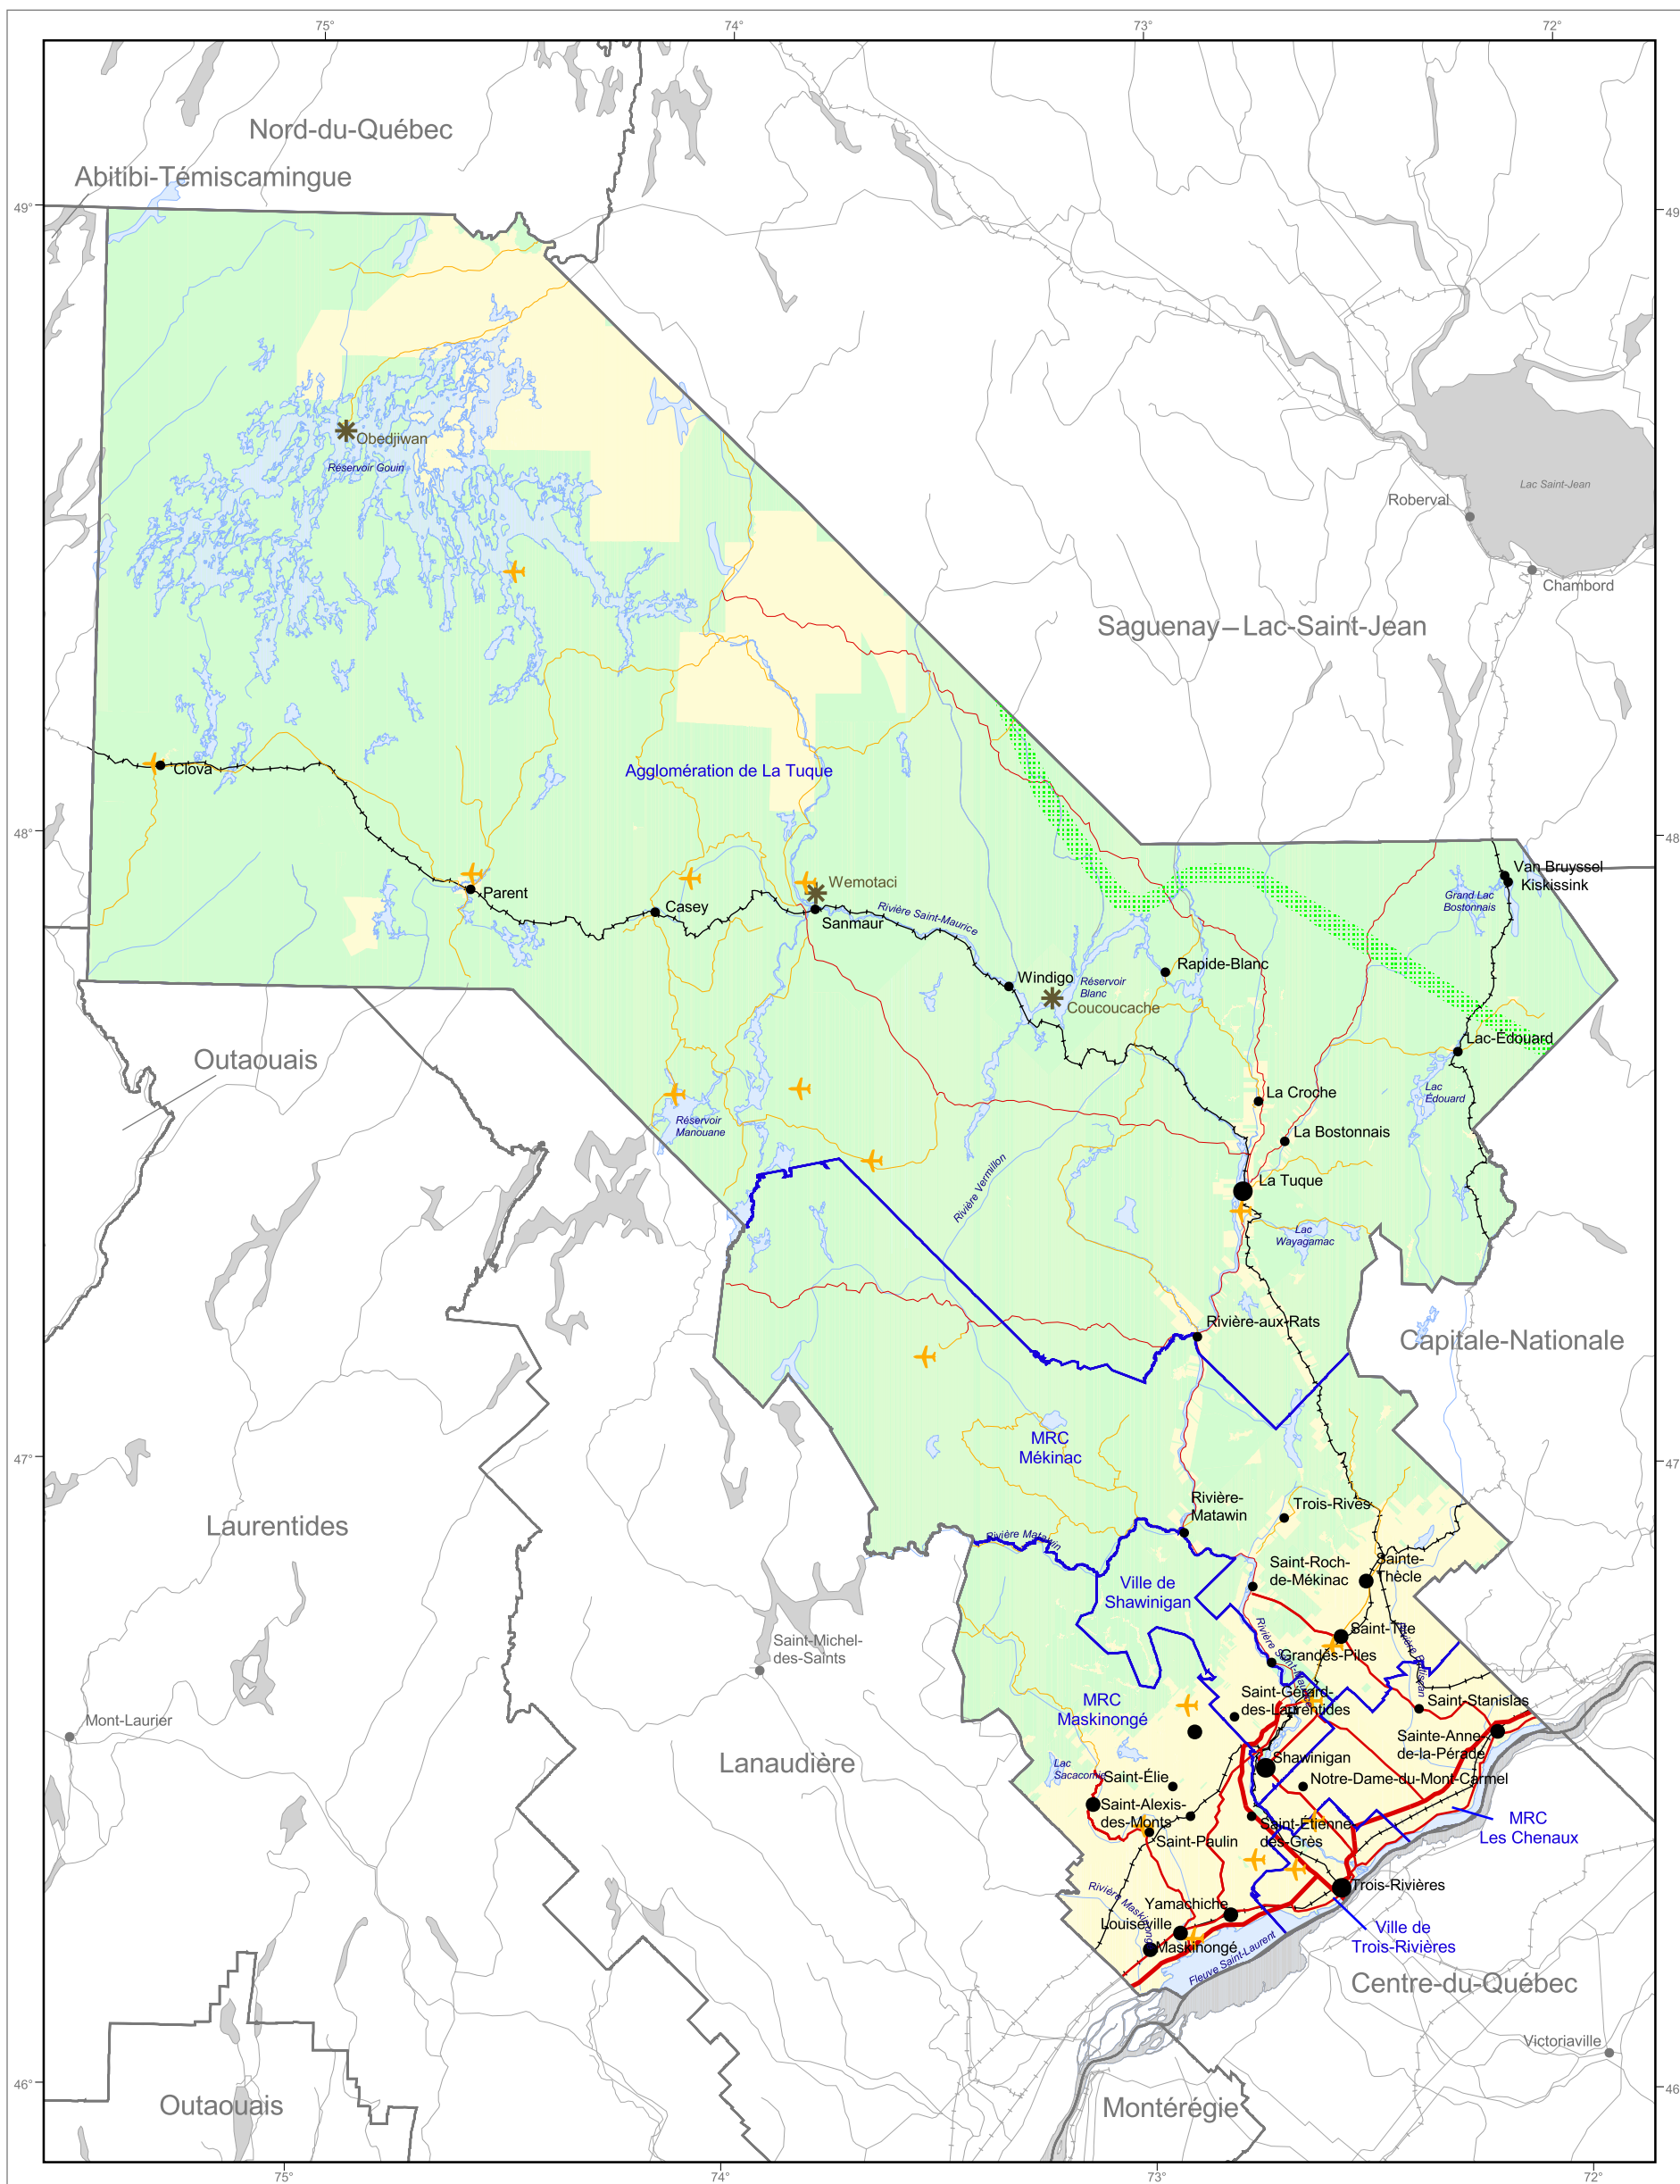 75°
74°
73°
72°
Nord-du-Québec
Abitibi-Témiscamingue
49°
49
Obedjiwan
Réservoir Gouin
Lac Saint-Jean
Roberval
Chambord
Saguenay–Lac-Saint-Jean
Clova
Agglomération de La Tuque
48°
48
Van Bruyssel
Kiskissink
Grand Lac
Bostonnais
Parent
Wemotaci
Casey
Sanmaur
Rivière Saint-Maurice
Rapide-Blanc
Windigo
Réservoir
Blanc
Coucoucache
Lac-Édouard
Outaouais
Lac
Édouard
La Croche
Réservoir
Manouane
La Bostonnais
Rivière Vermillon
La Tuque
Lac
Wayagamac
Rivière-aux-Rats
Capitale-Nationale
MRC
Mékinac
47°
47
Laurentides
Rivière-
Matawin
Trois-Rives
Rivière Matawin
Saint-Roch-
de-Mékinac
Sainte-
Thècle
Ville de
Shawinigan
Saint-Michel-
des-Saints
Rivière Saint-Maurice
Saint-Tite
Rivière Batiscan
Grandes-Piles
Saint-Gérard-
des-Laurentides
Saint-Stanislas
MRC
Maskinongé
Mont-Laurier
Lanaudière
Sainte-Anne-
de-la-Pérade
Shawinigan
Lac
Sacacomie
Saint-Élie
Notre-Dame-du-Mont-Carmel
Saint-Alexis-
des-Monts
Saint-Étienne-
des-Grès
MRC
Les Chenaux
Saint-Paulin
Trois-Rivières
Rivière Maskinongé
Yamachiche
Louiseville
Maskinongé
Ville de
Trois-Rivières
Fleuve Saint-Laurent
Centre-du-Québec
Victoriaville
46°
46
Outaouais
Montérégie
75°
74°
73°
72°